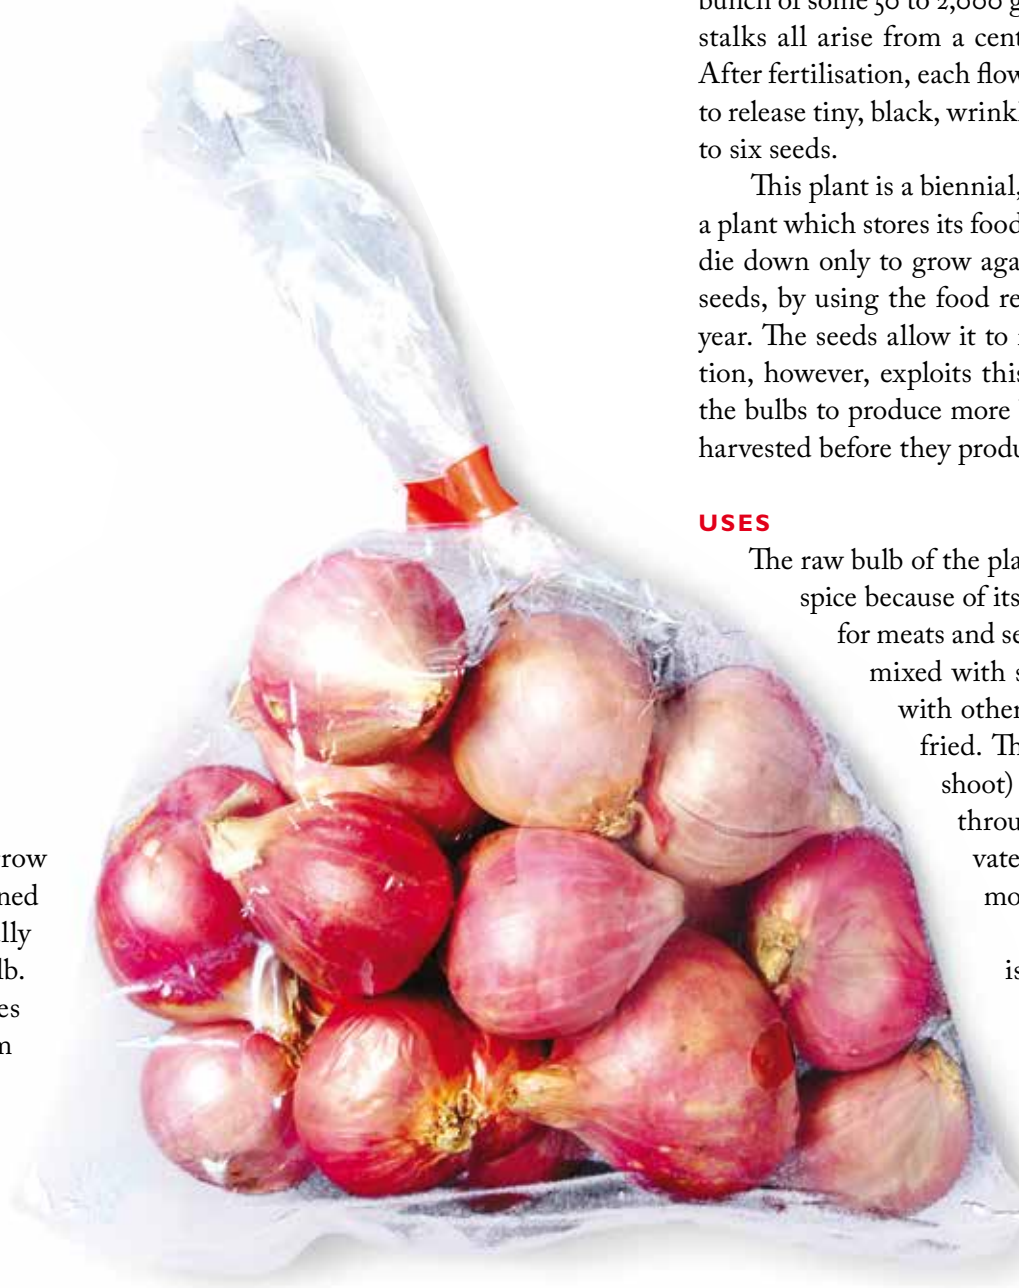 row
ned
lly
lb.
es
m
bunch of some 50 to 2,000 g
stalks all arise from a cent
After fertilisation, each flow
to release tiny, black, wrinkl
to six seeds.
This plant is a biennial,
a plant which stores its food
die down only to grow aga
seeds, by using the food re
year. The seeds allow it to
tion, however, exploits this
the bulbs to produce more
harvested before they produ
USES
The raw bulb of the pla
spice because of its
for meats and se
mixed with s
with other
fried. Th
shoot)
throu
vate
mo
is